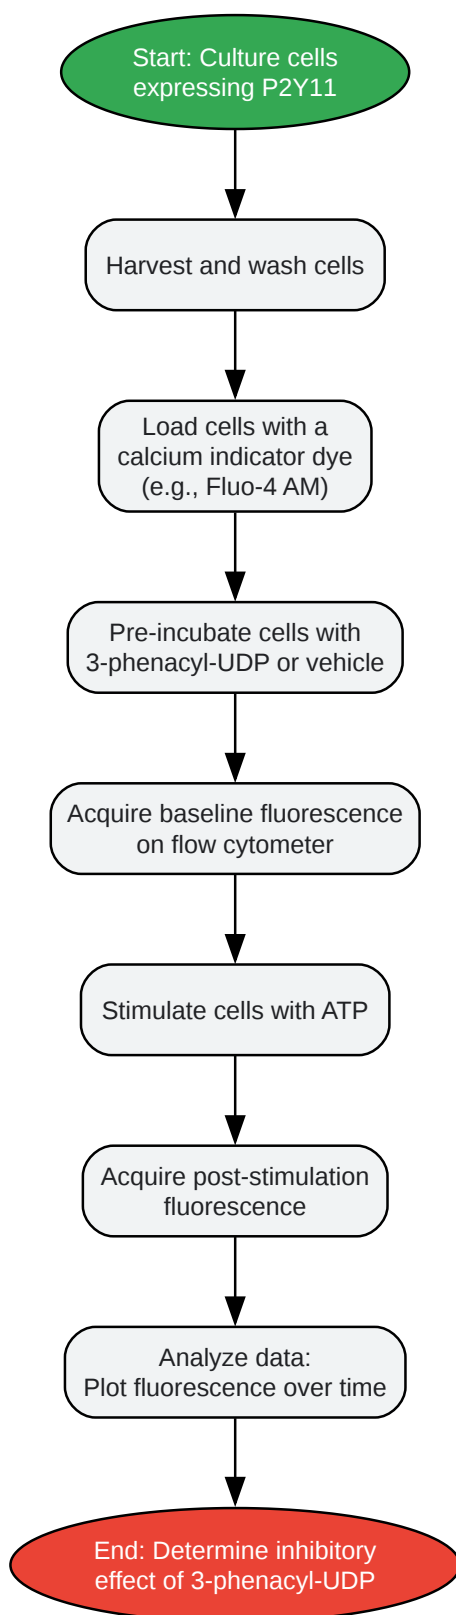 Start: Culture cells
expressing P2Y11
Harvest and wash cells
Load cells with a
calcium indicator dye
(e.g., Fluo-4 AM)
Pre-incubate cells with
3-phenacyl-UDP or vehicle
Acquire baseline fluorescence
on flow cytometer
Stimulate cells with ATP
Acquire post-stimulation
fluorescence
Analyze data:
Plot fluorescence over time
End: Determine inhibitory
effect of 3-phenacyl-UDP